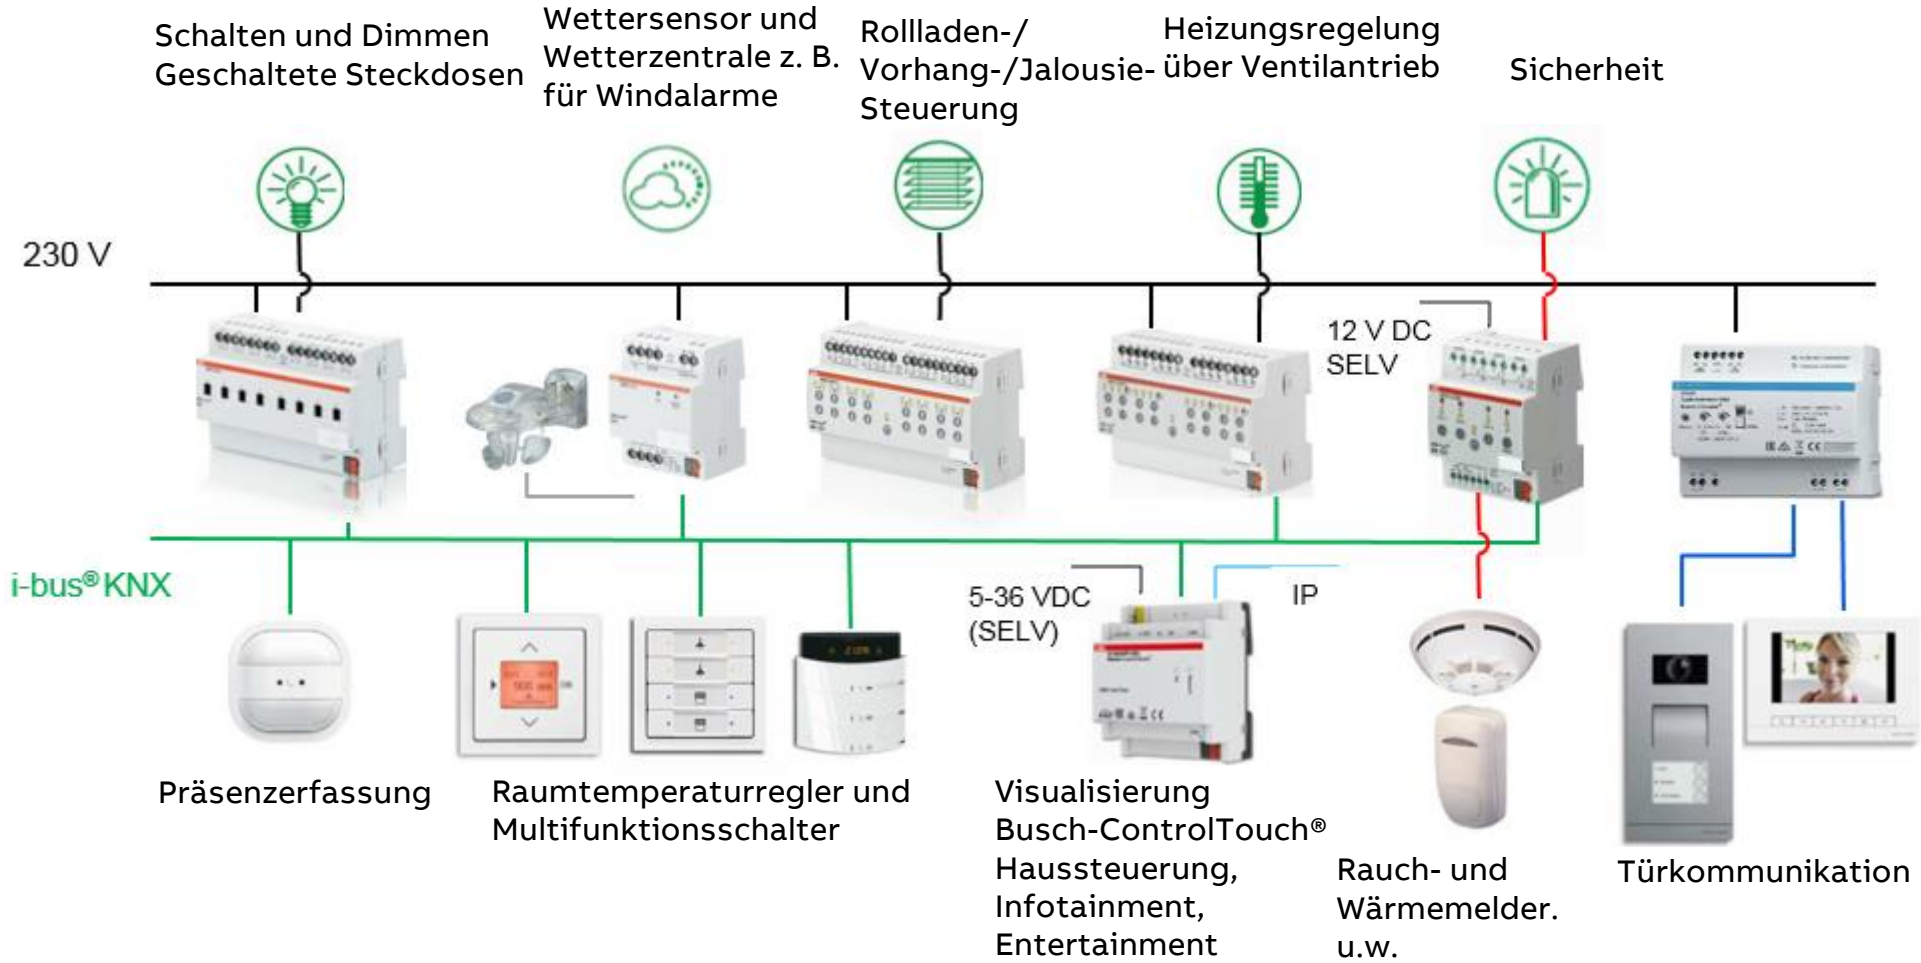 Schalten und Dimmen
Geschaltete Steckdosen
Wettersensor und
Wetterzentrale z. B.
für Windalarme
Rollladen-/
Vorhang-/Jalousie-
Steuerung
Heizungsregelung
über Ventilantrieb
Sicherheit
230 V
12 V DC
SELV
i-bus® KNX
5-36 VDC
(SELV)
IP
Präsenzerfassung
Raumtemperaturregler und
Multifunktionsschalter
Visualisierung
Busch-ControlTouch®
Haussteuerung,
Infotainment,
Entertainment
Rauch- und
Wärmemelder.
u.w.
Türkommunikation